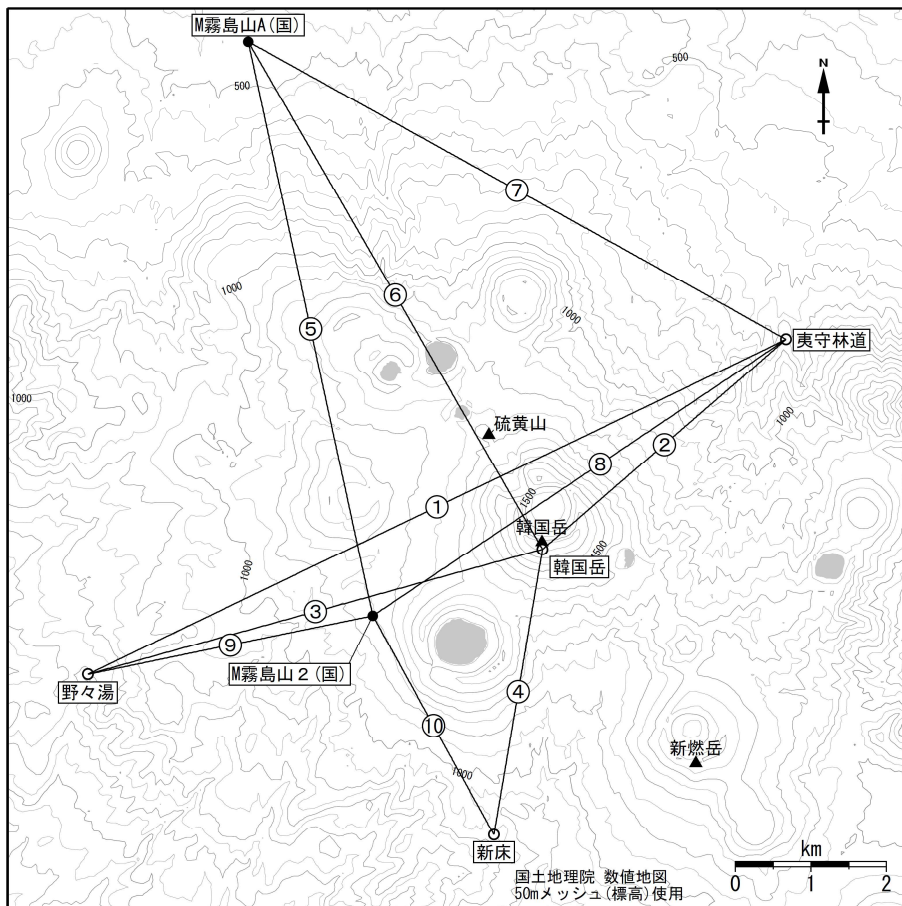 M霧島山A(国)
500
500
N
⑦
1000
⑥
1000
⑤
夷守林道
1000
硫黄山
②
1000
⑧
1500
①
韓国岳
1500
韓国岳
1000
③
⑨
M霧島山2(国)
野々湯
④
⑩
新燃岳
1000
新床
km
国土地理院 数値地図
50mメッシュ(標高)使用
0 1 2